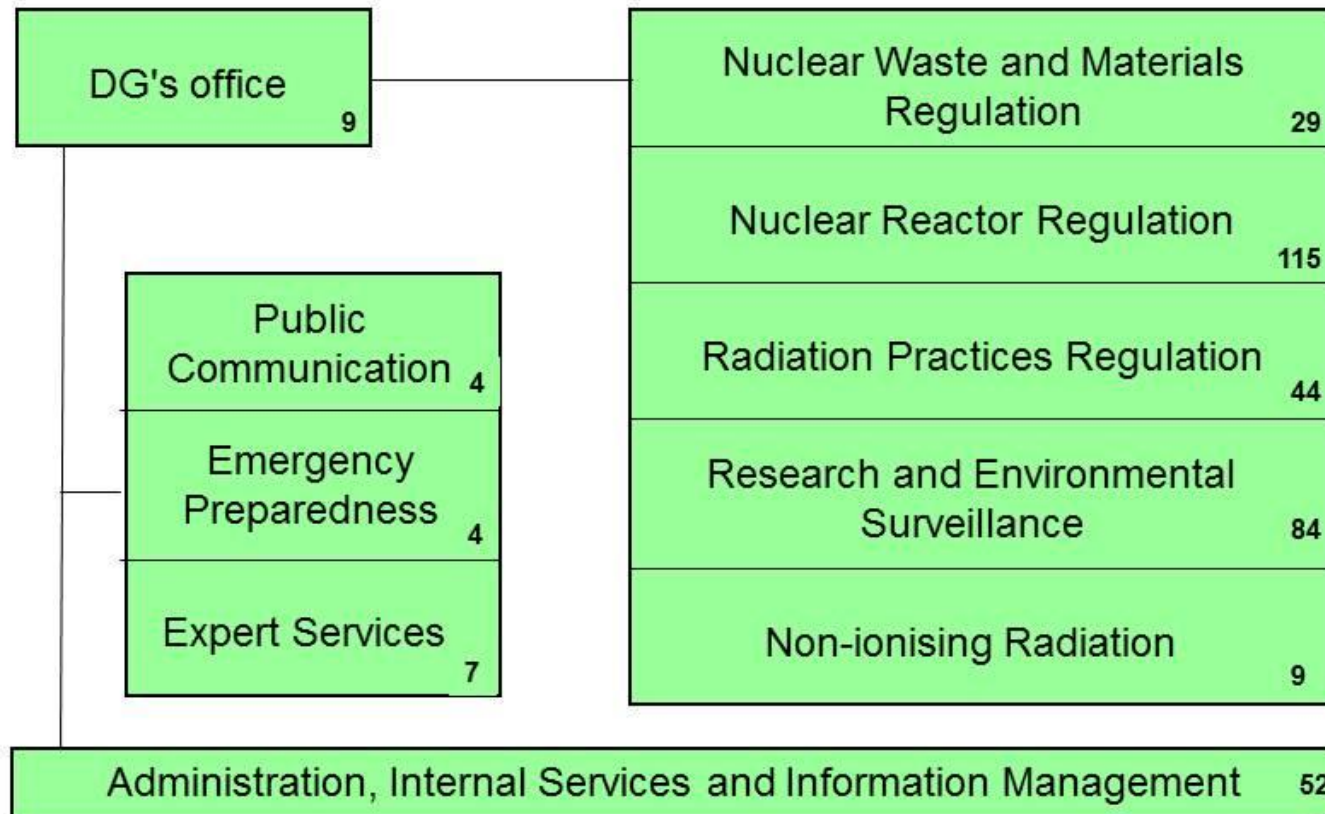 DG's office
9
Nuclear Waste and Materials
Regulation
29
Nuclear Reactor Regulation
115
Radiation Practices Regulation
44
Research and Environmental
Surveillance
84
Non-ionising Radiation
9
Public
Communication
4
Emergency
Preparedness
4
Expert Services
7
Administration, Internal Services and Information Management 52